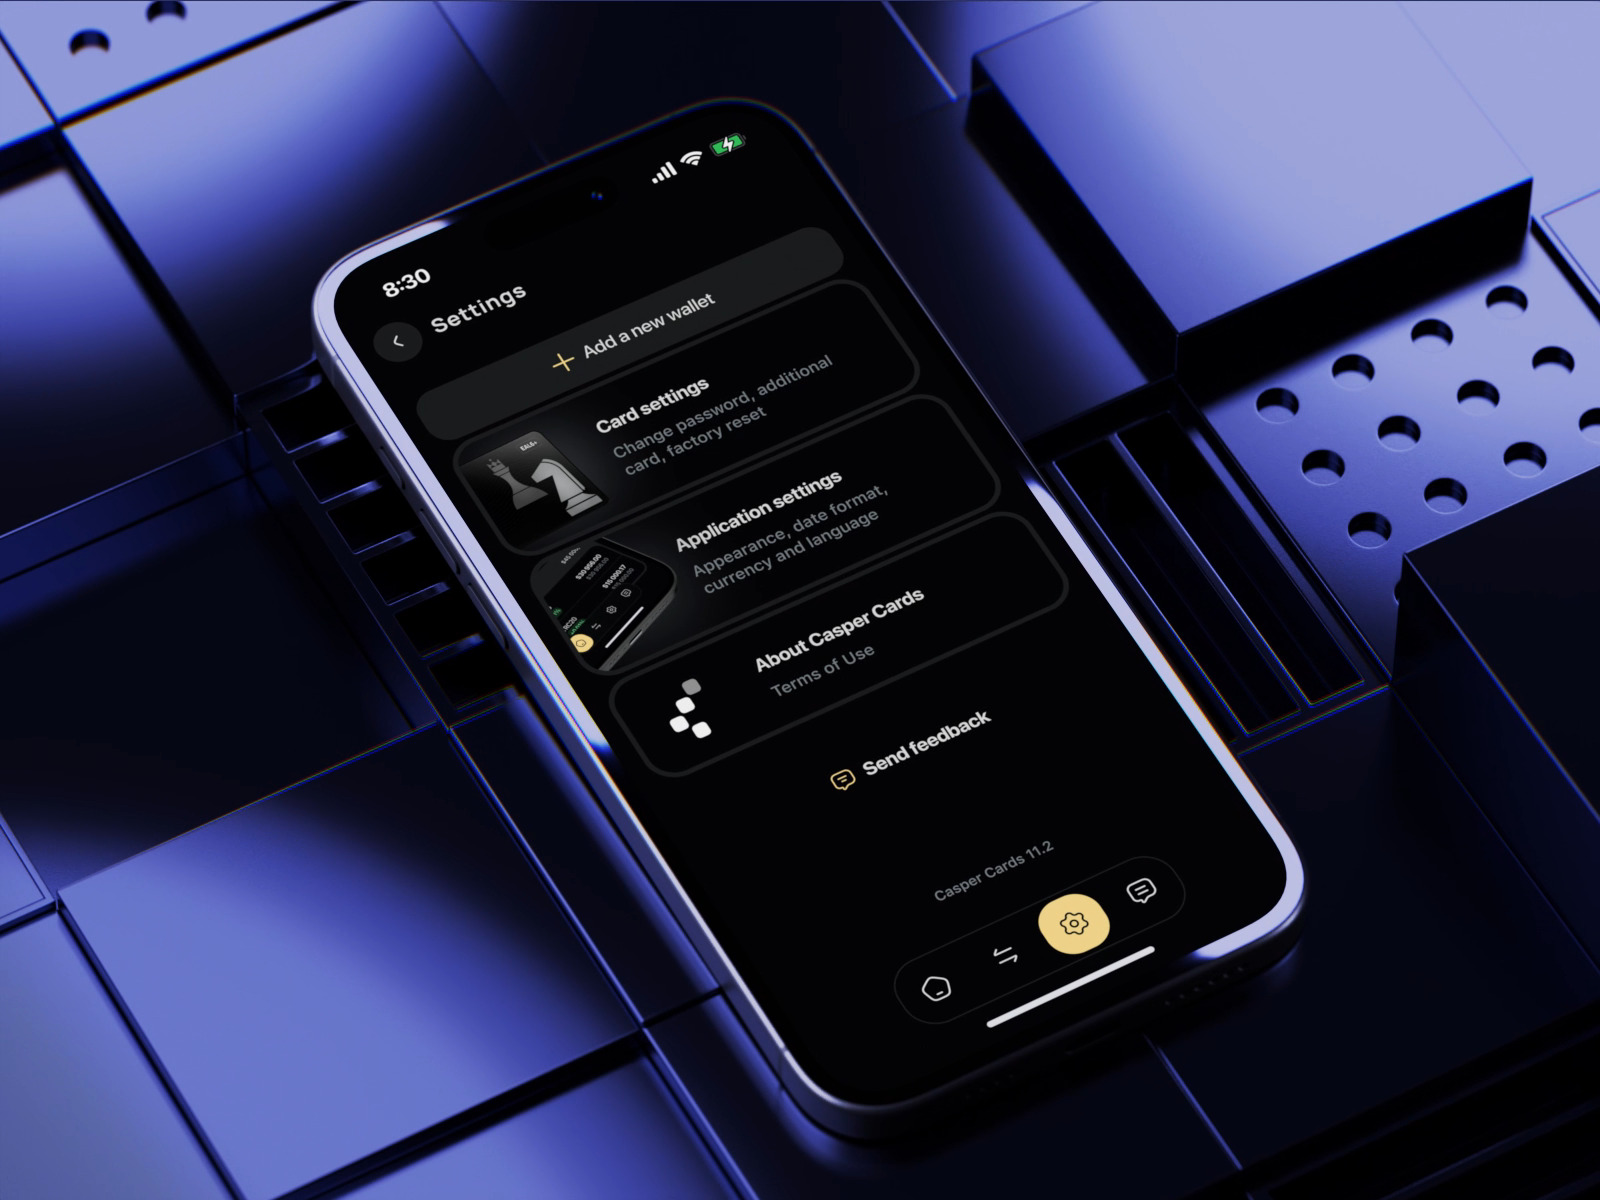 8:30
Settings
Add a new wallet
EAL6+
Card settings
Change password, additional
card, factory reset
Application settings
Appearance, date format,
currency and language
About Casper Cards
Terms of Use
Send feedback
Casper Cards 11.2